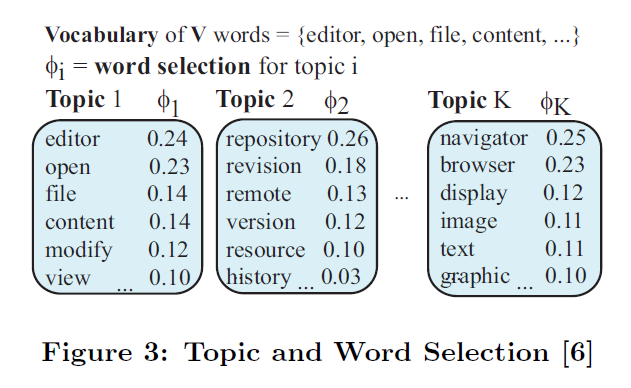 Vocabulary of V words = {editor, open, file, content, ...}
ϕi = word selection for topic i
Topic 1 ϕ1 Topic 2 ϕ2 Topic K ϕK
editor 0.24 repository 0.26 navigator 0.25
open 0.23 revision 0.18 browser 0.23
file 0.14 remote 0.13 ... display 0.12
content 0.14 version 0.12 image 0.11
modify 0.12 resource 0.10 text 0.11
view ... 0.10 history ... 0.03 graphic ... 0.10
Figure 3: Topic and Word Selection [6]